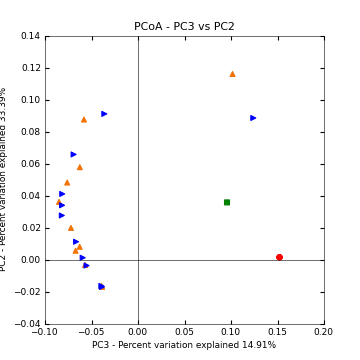 PCoA - PC3 vs PC2
0.14
0.12
0.10
0.08
0.06
0.04
0.02
0.00
−0.02
−0.04
PC2 - Percent variation explained 33.39%
−0.10 −0.05 0.00 0.05 0.10 0.15 0.20
PC3 - Percent variation explained 14.91%